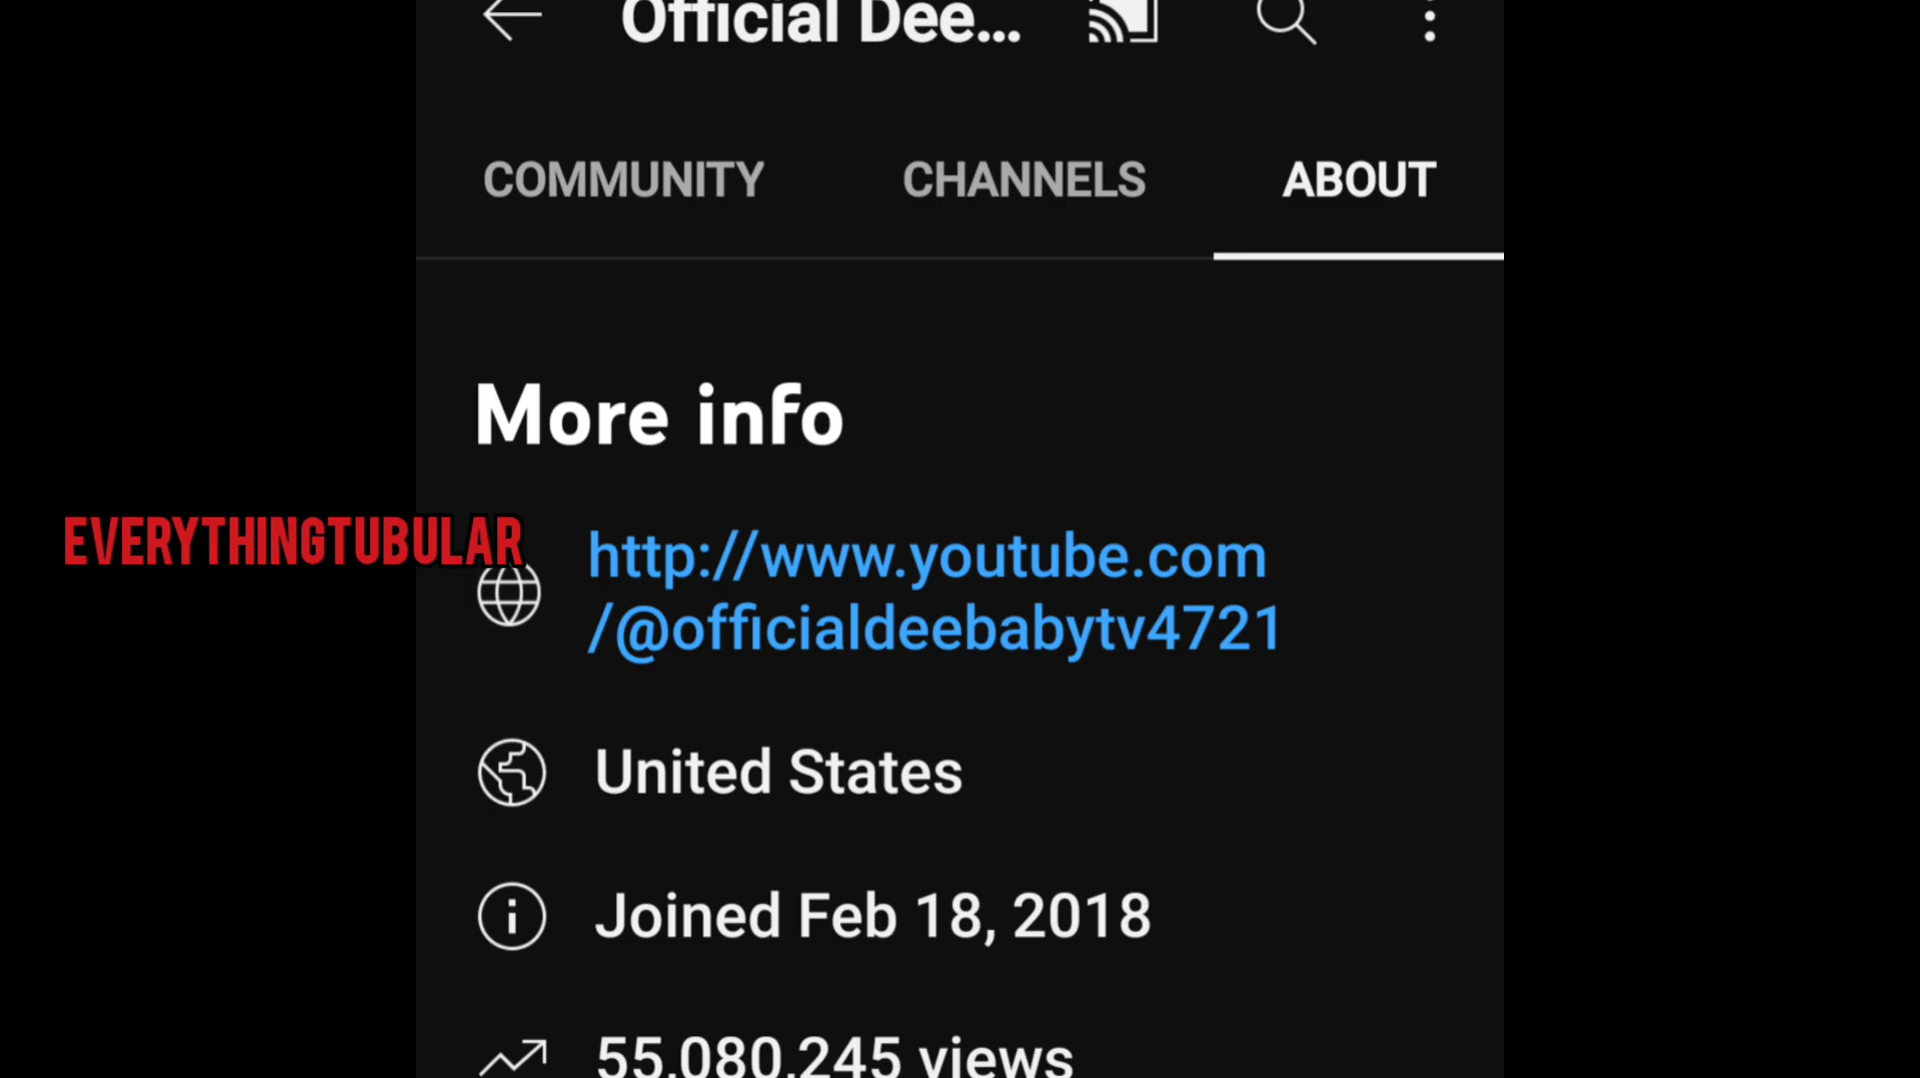 Official Dee...
COMMUNITY CHANNELS ABOUT
More info
EVERYTHINGTUBULAR
http://www.youtube.com
/@officialdeebabytv4721
United States
Joined Feb 18, 2018
55,080,245 views